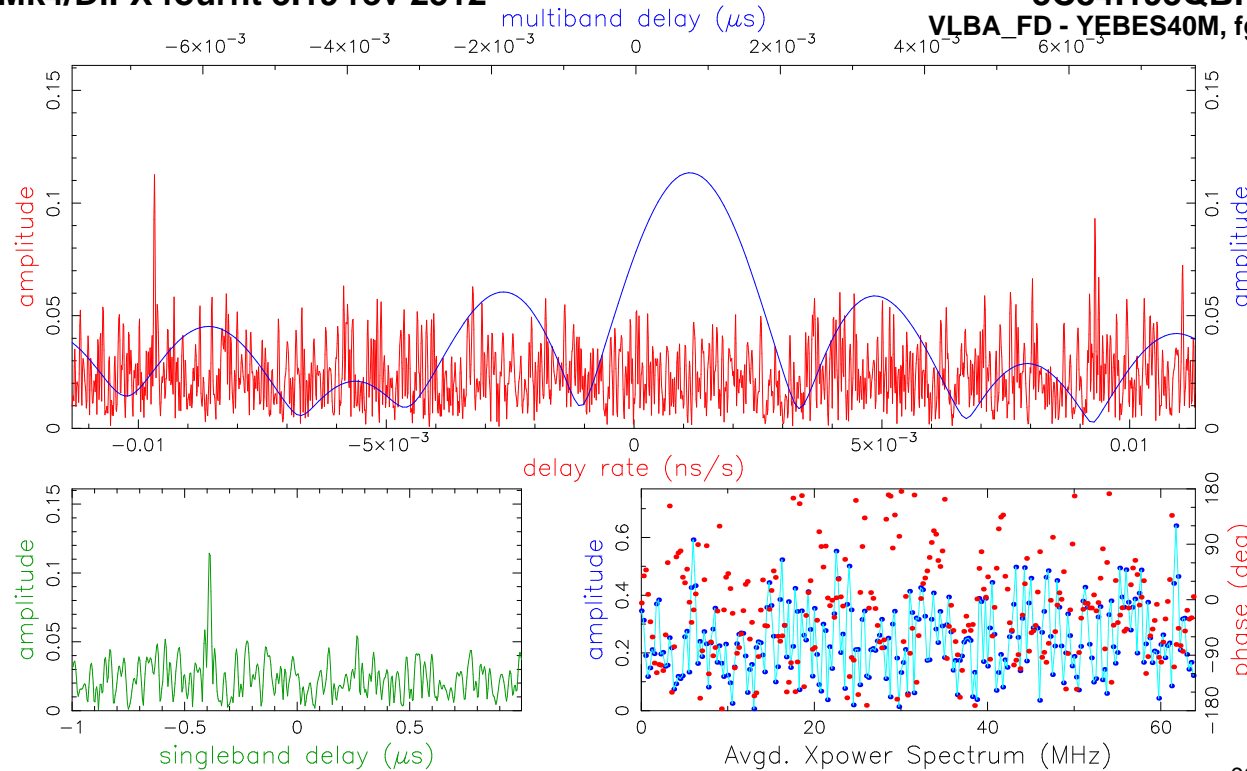 multiband delay (μs)
VLBA_FD - YEBES40M, fg
−6×10⁻³ −4×10⁻³ −2×10⁻³ 0 2×10⁻³ 4×10⁻³ 6×10⁻³
amplitude
0 0.05 0.1 0.15
0 0.05 0.1 0.15
amplitude
−0.01 −5×10⁻³ 0 5×10⁻³ 0.01
delay rate (ns/s)
amplitude
0 0.05 0.1 0.15
−1 −0.5 0 0.5
singleband delay (μs)
amplitude
0 0.2 0.4 0.6
−180 −90 0 90 180
phase (deg)
0 20 40 60
Avgd. Xpower Spectrum (MHz)